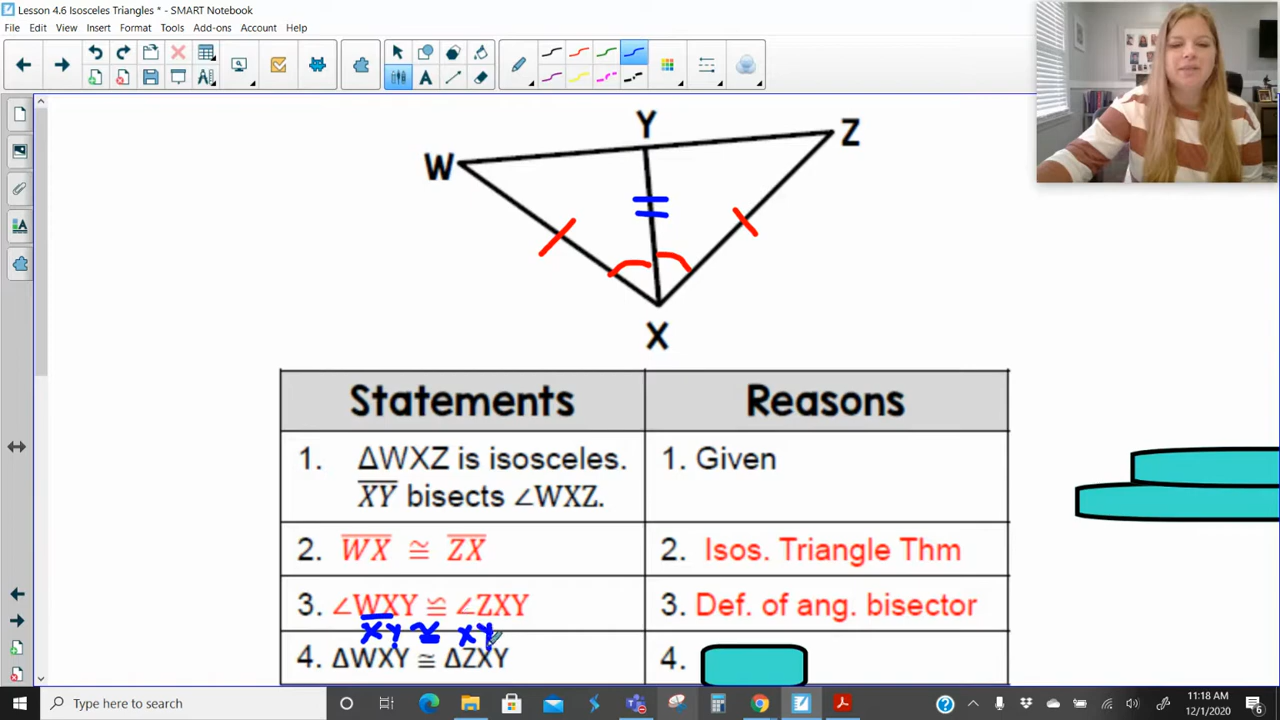 Lesson 4.6 Isosceles Triangles * - SMART Notebook
File Edit View Insert Format Tools Add-ons Account Help
Y
Z
W
X
Statements Reasons
1. ΔWXZ is isosceles. 1. Given
XY bisects ∠WXZ.
2. WX ≅ ZX 2. Isos. Triangle Thm
3. ∠WXY ≅ ∠ZXY 3. Def. of ang. bisector
XY ≅ XY
4. ΔWXY ≅ ΔZXY 4.
Type here to search
11:18 AM
12/1/2020
6